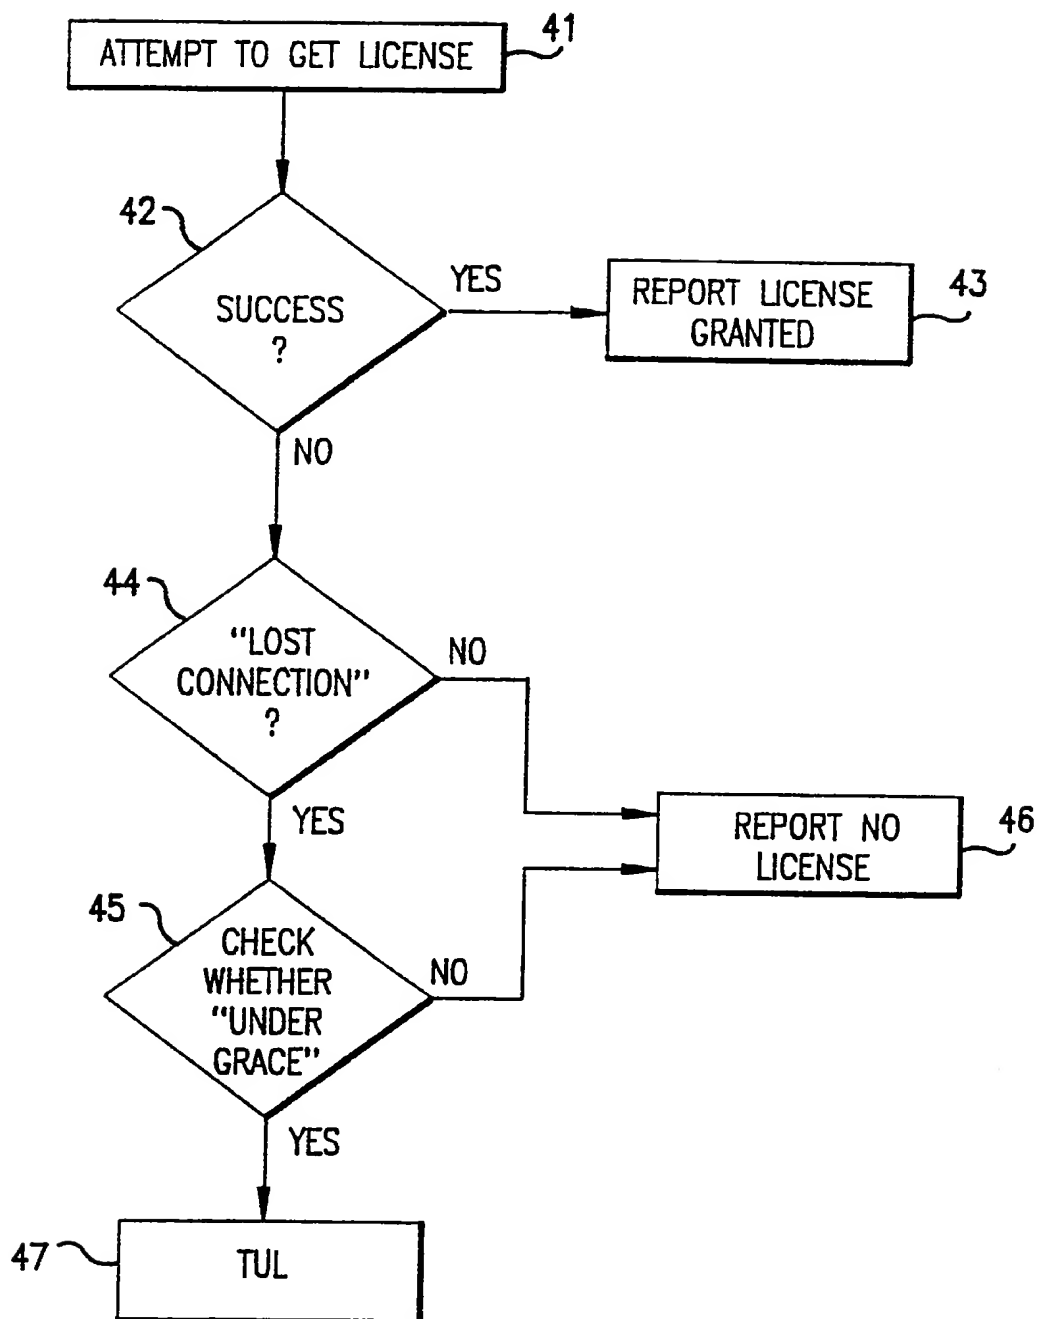 ATTEMPT TO GET LICENSE
41
42
SUCCESS
?
YES
REPORT LICENSE
GRANTED
43
NO
44
"LOST
CONNECTION"
?
NO
YES
REPORT NO
LICENSE
46
45
CHECK
WHETHER
"UNDER
GRACE"
NO
YES
47
TUL